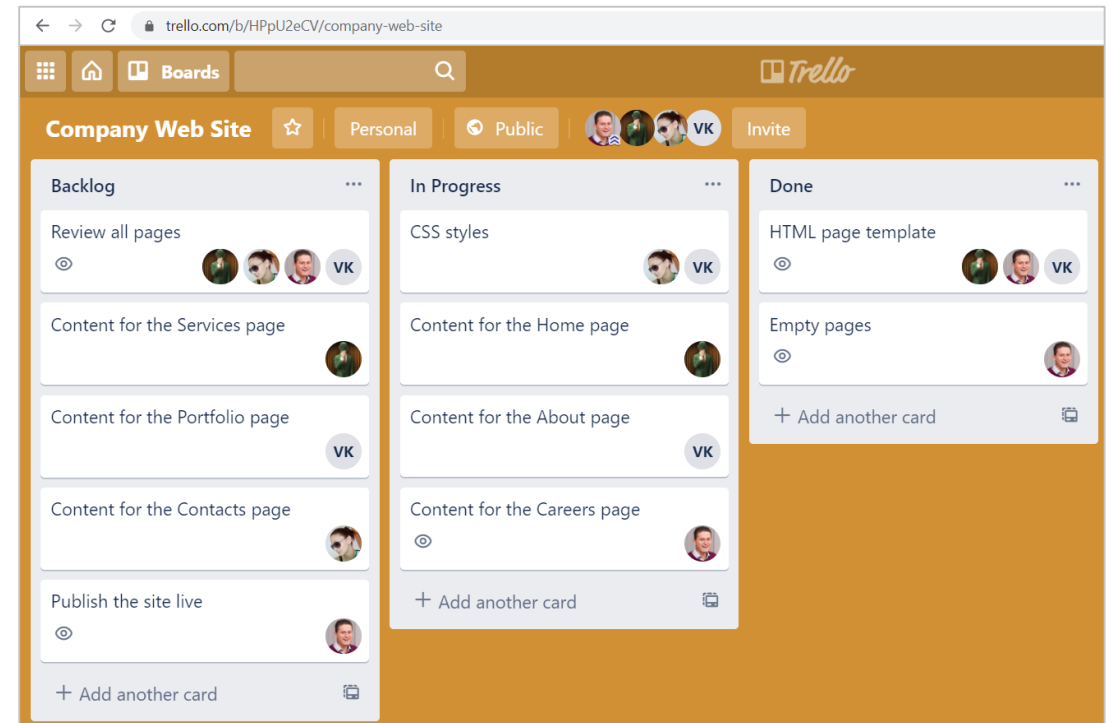 trello.com/b/HPpU2eCV/company-web-site
Boards
Trello
Company Web Site
Personal
Public
VK
Invite
Backlog
Review all pages
VK
Content for the Services page
Content for the Portfolio page
VK
Content for the Contacts page
Publish the site live
+ Add another card
In Progress
CSS styles
VK
Content for the Home page
Content for the About page
VK
Content for the Careers page
+ Add another card
Done
HTML page template
VK
Empty pages
+ Add another card